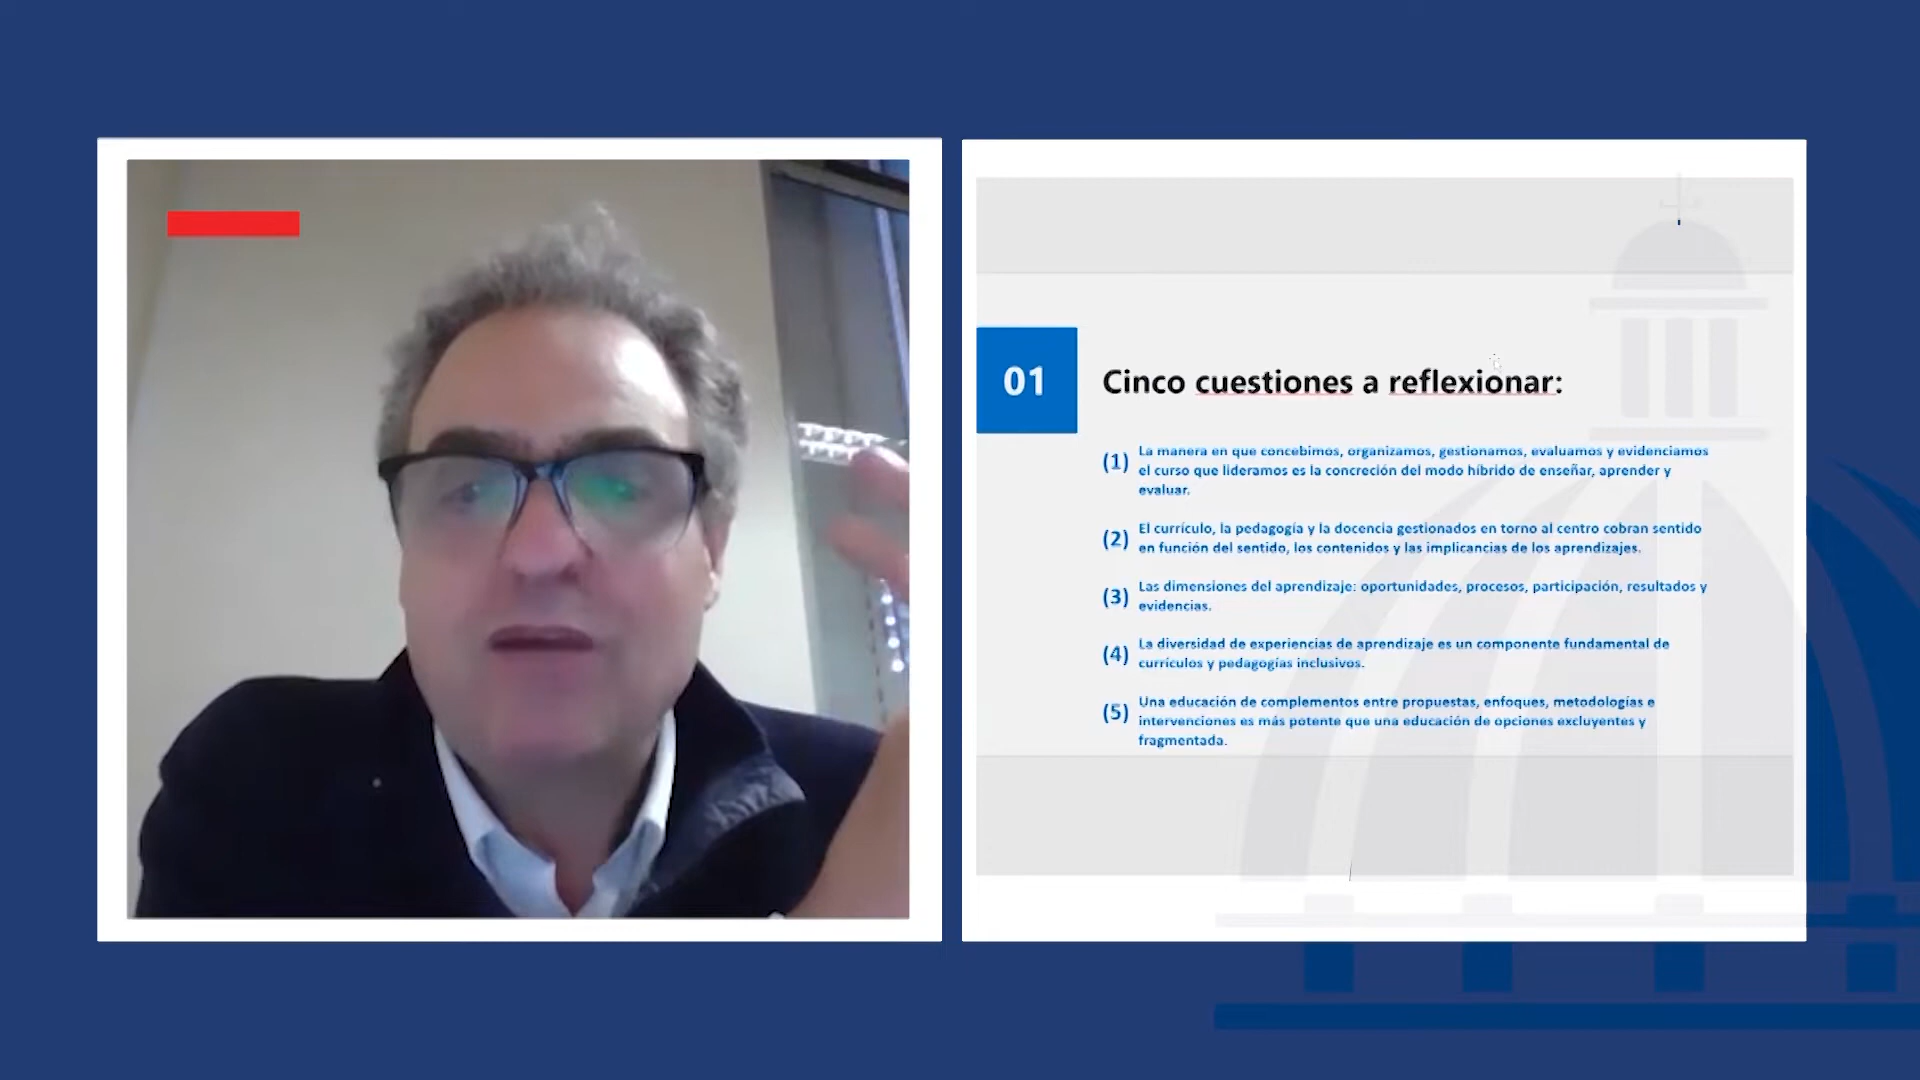 01
Cinco cuestiones a reflexionar:
(1) La manera en que concebimos, organizamos, gestionamos, evaluamos y evidenciamos
el curso que lideramos es la concreción del modo híbrido de enseñar, aprender y
evaluar.
(2) El currículo, la pedagogía y la docencia gestionados en torno al centro cobran sentido
en función del sentido, los contenidos y las implicancias de los aprendizajes.
(3) Las dimensiones del aprendizaje: oportunidades, procesos, participación, resultados y
evidencias.
(4) La diversidad de experiencias de aprendizaje es un componente fundamental de
currículos y pedagogías inclusivos.
(5) Una educación de complementos entre propuestas, enfoques, metodologías e
intervenciones es más potente que una educación de opciones excluyentes y
fragmentada.